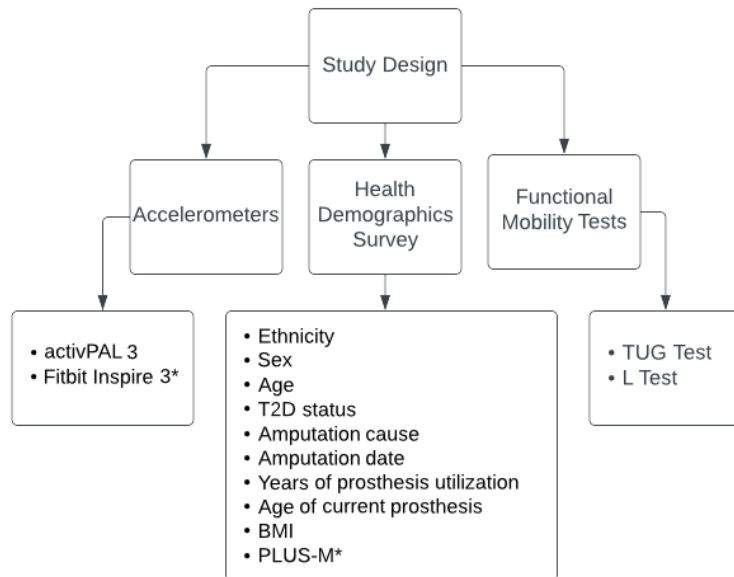 Study Design
Accelerometers
Health
Demographics
Survey
Functional
Mobility Tests
• activPAL 3
• Fitbit Inspire 3*
• Ethnicity
• Sex
• Age
• T2D status
• Amputation cause
• Amputation date
• Years of prosthesis utilization
• Age of current prosthesis
• BMI
• PLUS-M*
• TUG Test
• L Test